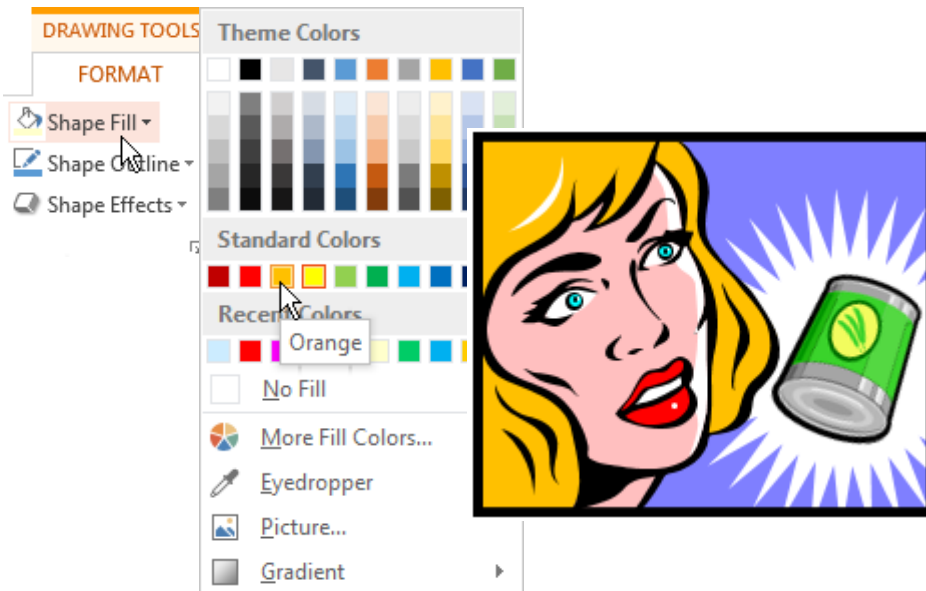 DRAWING TOOLS
FORMAT
Shape Fill
Shape Outline
Shape Effects
Theme Colors
Standard Colors
Recent Colors
Orange
No Fill
More Fill Colors...
Eyedropper
Picture...
Gradient